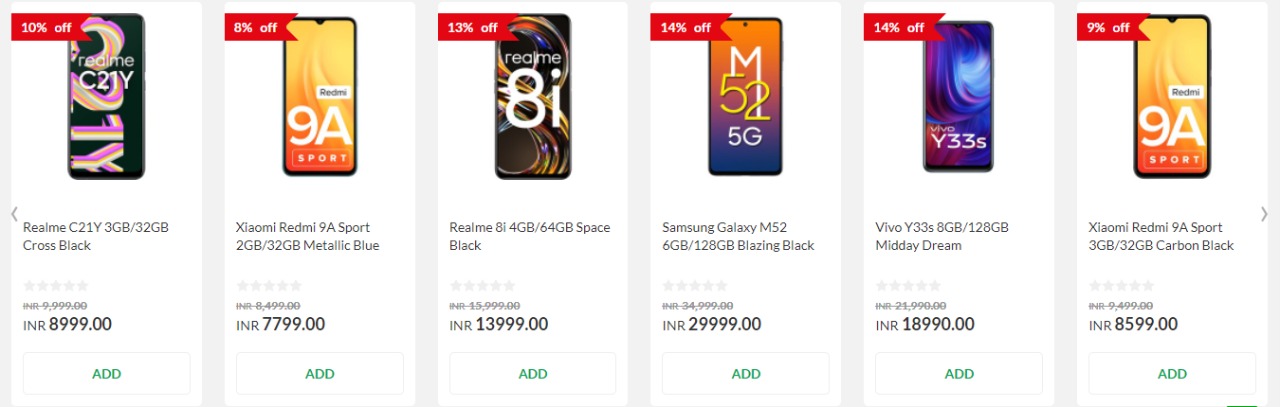 10% off
realme
C21Y
Realme C21Y 3GB/32GB
Cross Black
INR 9,999.00
INR 8999.00
ADD
8% off
Redmi
9A
SPORT
Xiaomi Redmi 9A Sport
2GB/32GB Metallic Blue
INR 8,499.00
INR 7799.00
ADD
13% off
realme
8i
Realme 8i 4GB/64GB Space
Black
INR 15,999.00
INR 13999.00
ADD
14% off
M
52
5G
Samsung Galaxy M52
6GB/128GB Blazing Black
INR 34,999.00
INR 29999.00
ADD
14% off
vivo
Y33s
Vivo Y33s 8GB/128GB
Midday Dream
INR 21,990.00
INR 18990.00
ADD
9% off
Redmi
9A
SPORT
Xiaomi Redmi 9A Sport
3GB/32GB Carbon Black
INR 9,499.00
INR 8599.00
ADD